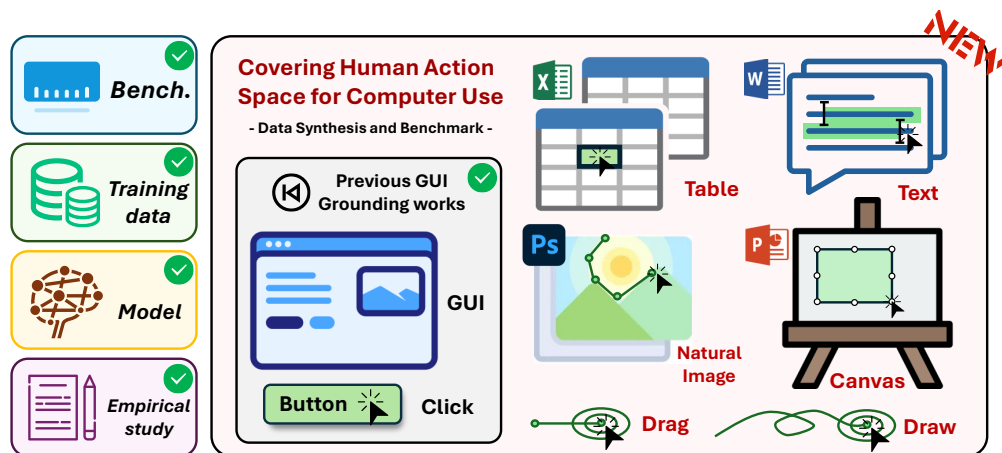 Bench.
Training
data
Model
Empirical
study
NEW
Covering Human Action
Space for Computer Use
- Data Synthesis and Benchmark -
Previous GUI
Grounding works
GUI
Button
Click
X
Table
W
Text
Ps
Natural
Image
P
Canvas
Drag
Draw